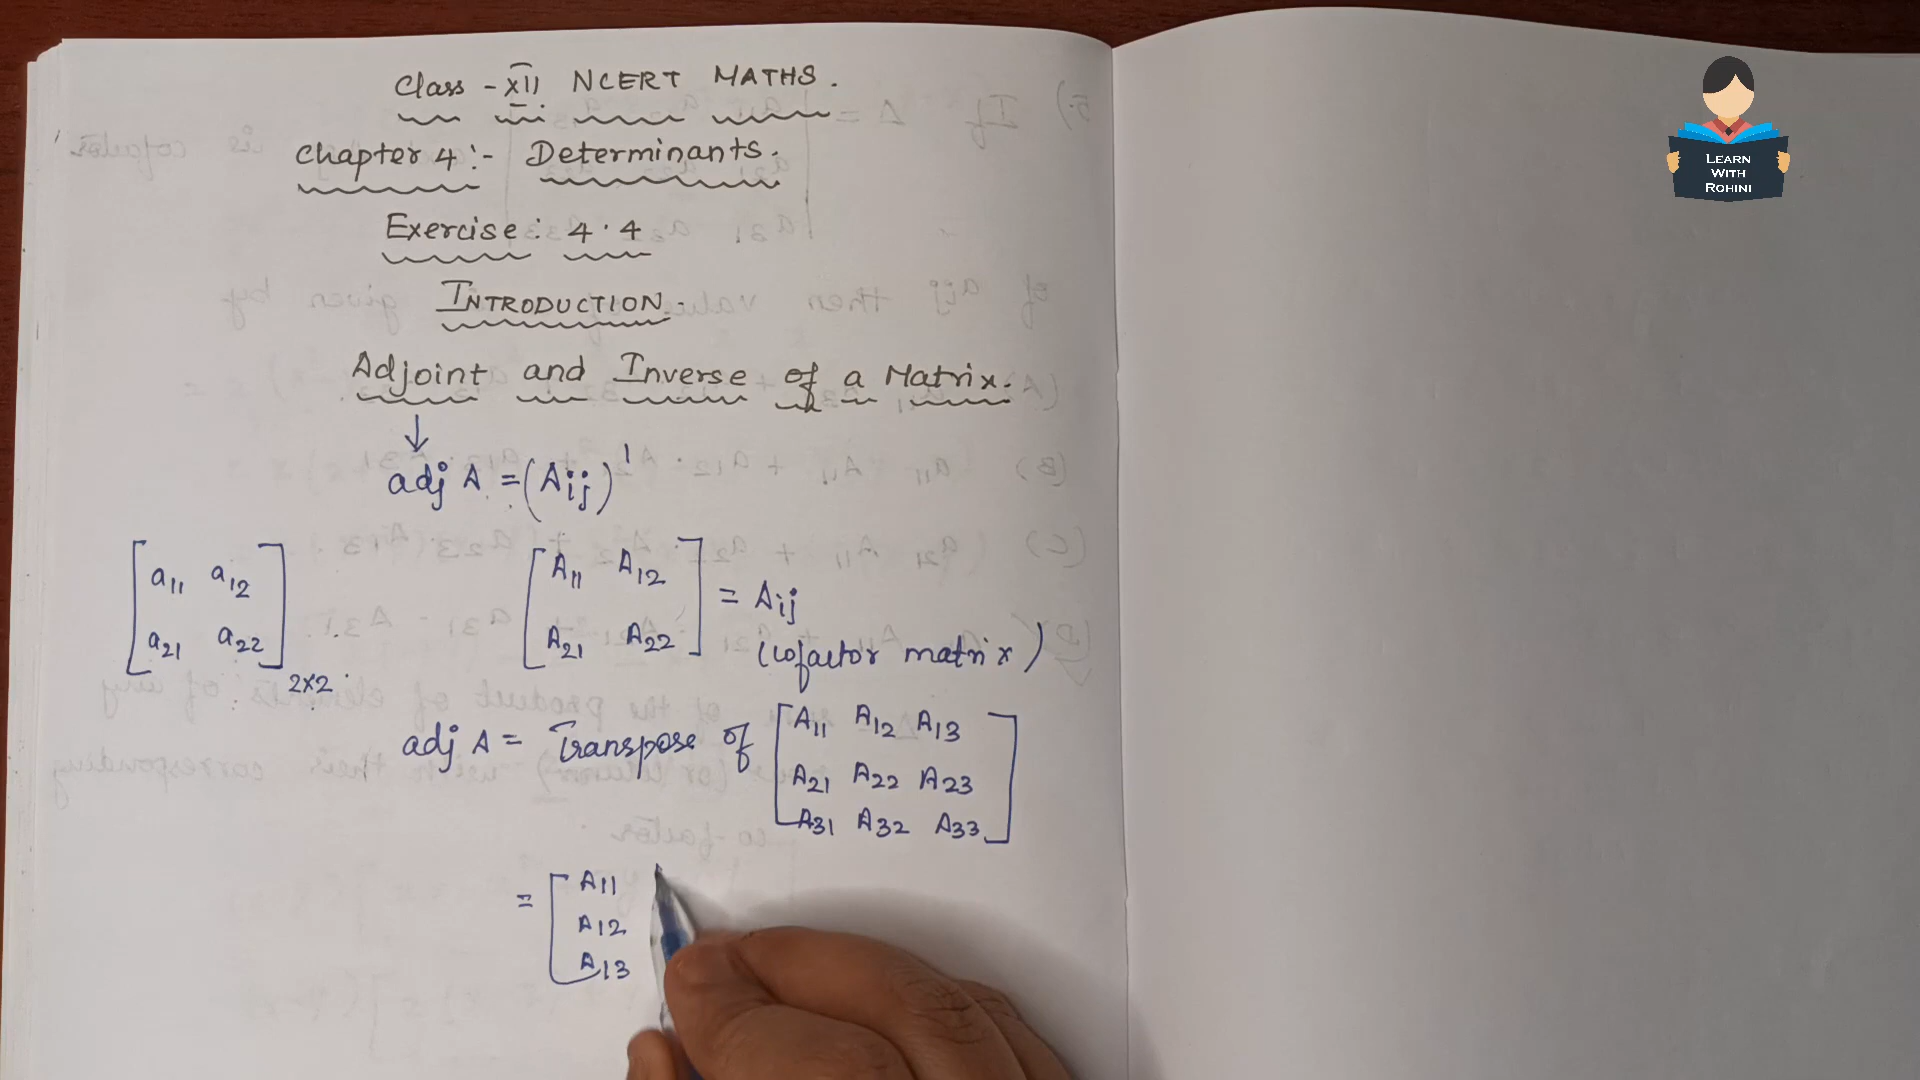 Class - XII NCERT MATHS.
Chapter 4 :- Determinants.
Exercise: 4.4
INTRODUCTION.
Adjoint and Inverse of a Matrix.
↓
adj A = (Aij)'
[a11 a12
a21 a22] 2x2.
[A11 A12
A21 A22] = Aij
(cofactor matrix)
adj A = Transpose of [A11 A12 A13
A21 A22 A23
A31 A32 A33]
= [A11
A12
A13
LEARN
WITH
ROHINI